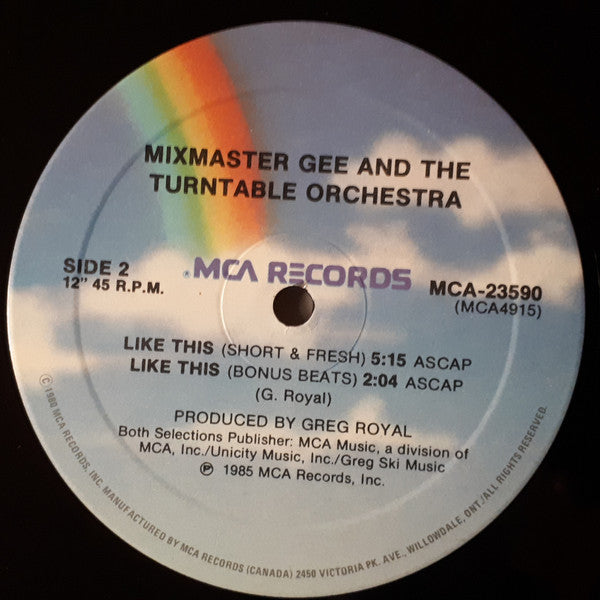 MIXMASTER GEE AND THE
TURNTABLE ORCHESTRA
SIDE 2
12" 45 R.P.M.
® MCA RECORDS
MCA-23590
(MCA4915)
LIKE THIS (SHORT & FRESH) 5:15 ASCAP
LIKE THIS (BONUS BEATS) 2:04 ASCAP
(G. Royal)
PRODUCED BY GREG ROYAL
Both Selections Publisher: MCA Music, a division of
MCA, Inc./Unicity Music, Inc./Greg Ski Music
℗ 1985 MCA Records, Inc.
© 1980 MCA RECORDS, INC. MANUFACTURED BY MCA RECORDS (CANADA) 2450 VICTORIA PK. AVE., WILLOWDALE, ONT./ALL RIGHTS RESERVED.